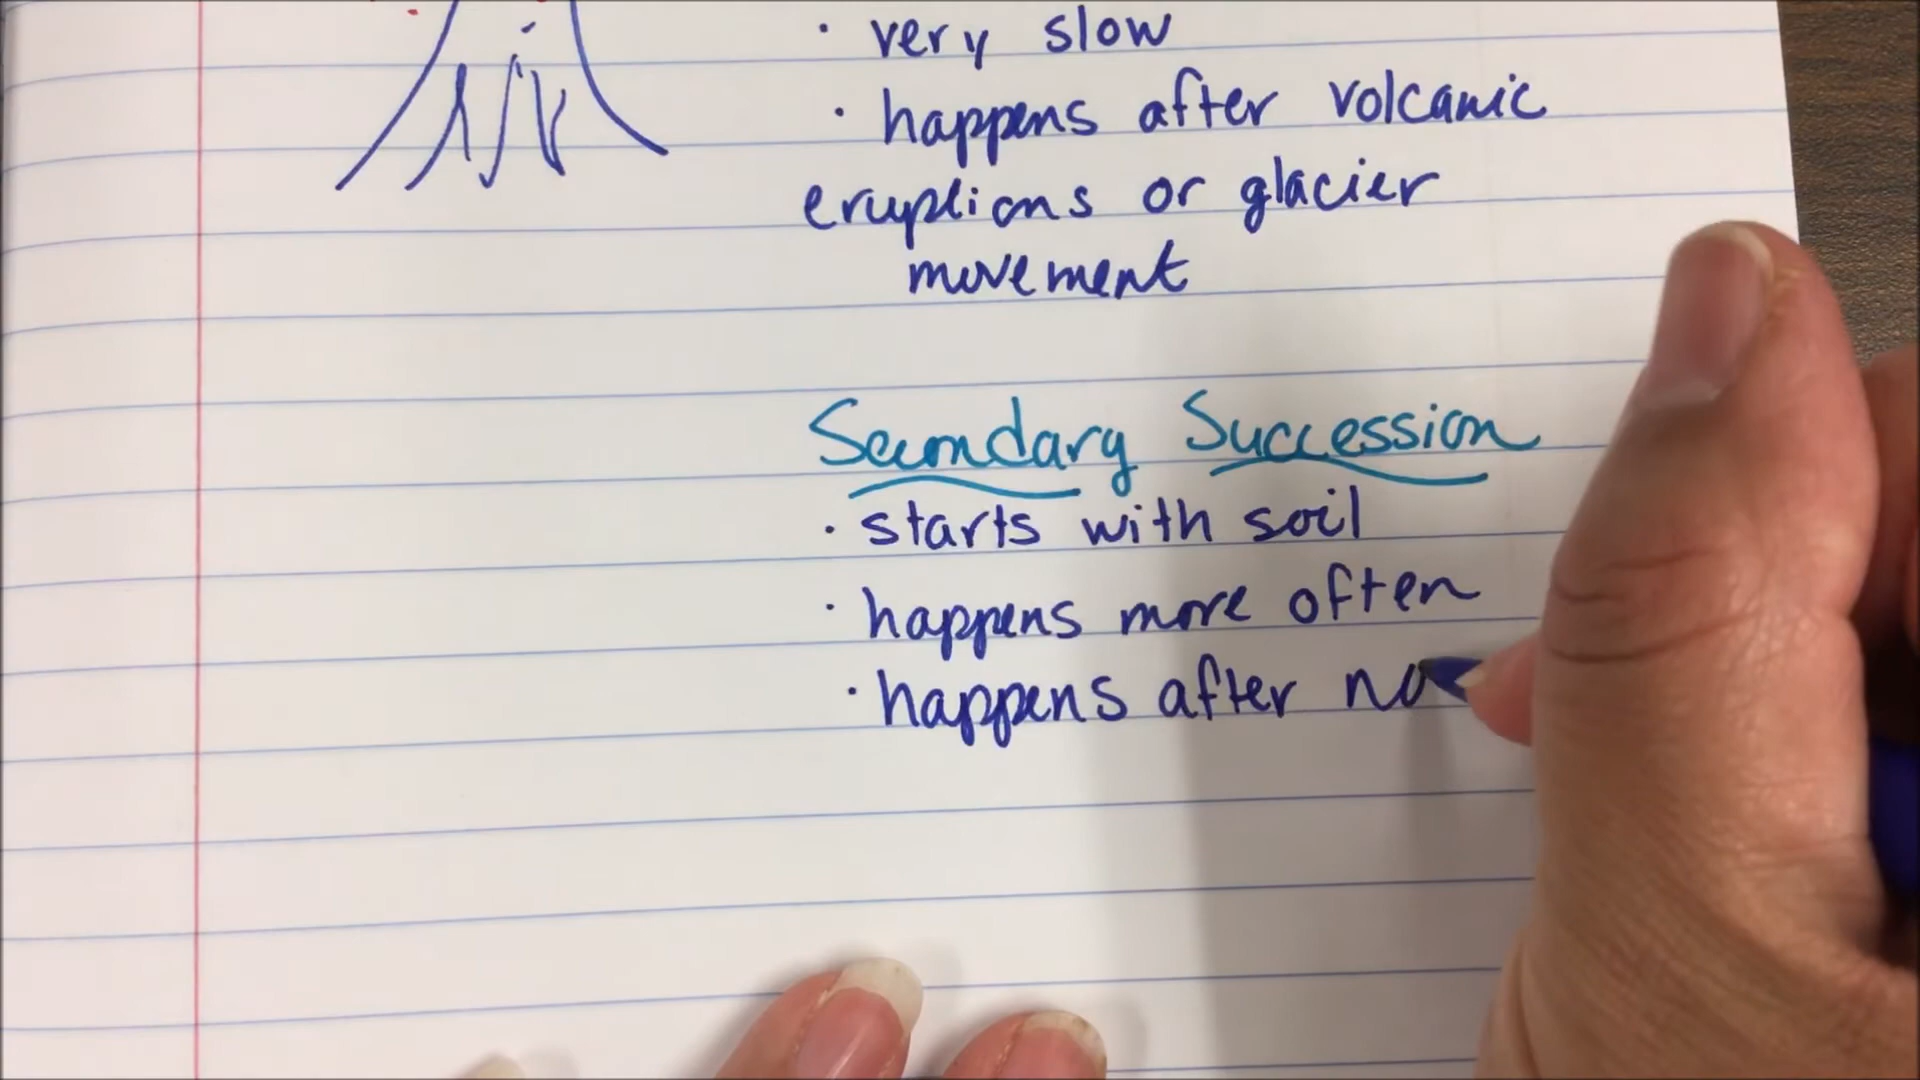 · very slow
· happens after volcanic
eruptions or glacier
movement
Secondary Succession
· starts with soil
· happens more often
· happens after na